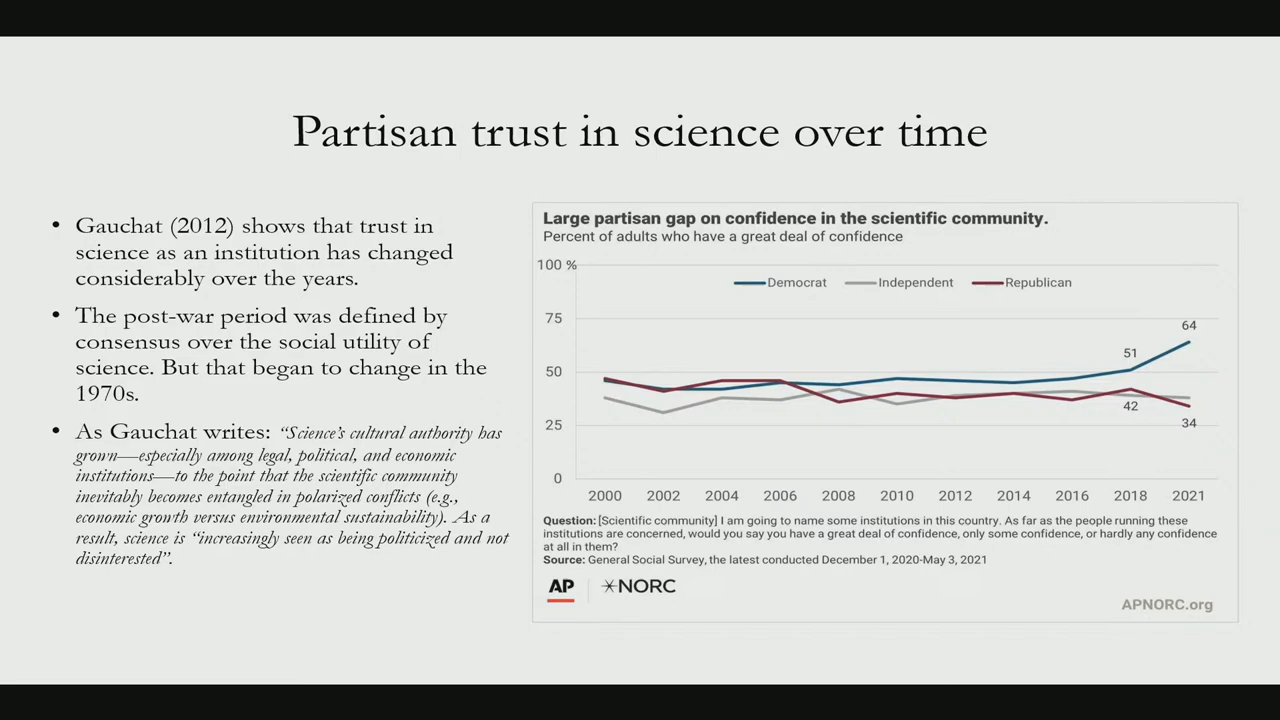 Partisan trust in science over time
• Gauchat (2012) shows that trust in
science as an institution has changed
considerably over the years.
• The post-war period was defined by
consensus over the social utility of
science. But that began to change in the
1970s.
• As Gauchat writes: “Science’s cultural authority has
grown—especially among legal, political, and economic
institutions—to the point that the scientific community
inevitably becomes entangled in polarized conflicts (e.g.,
economic growth versus environmental sustainability). As a
result, science is “increasingly seen as being politicized and not
disinterested”.
Large partisan gap on confidence in the scientific community.
Percent of adults who have a great deal of confidence
100 %
Democrat Independent Republican
75
50
25
0
64
51
42
34
2000 2002 2004 2006 2008 2010 2012 2014 2016 2018 2021
Question: [Scientific community] I am going to name some institutions in this country. As far as the people running these
institutions are concerned, would you say you have a great deal of confidence, only some confidence, or hardly any confidence
at all in them?
Source: General Social Survey, the latest conducted December 1, 2020-May 3, 2021
AP NORC
APNORC.org